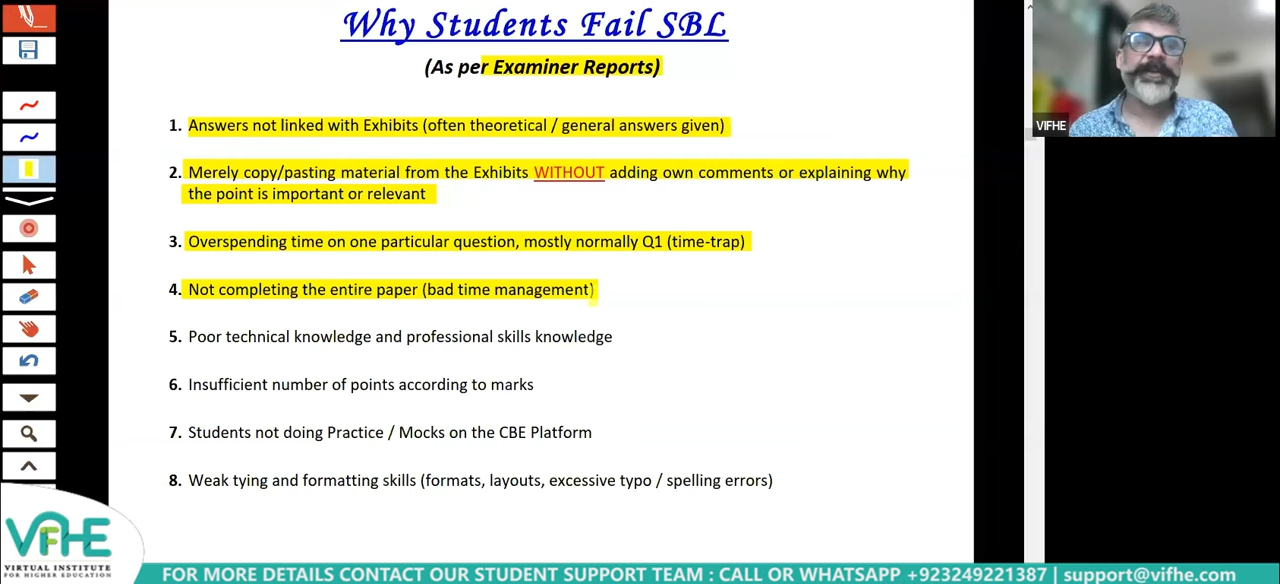 Why Students Fail SBL
(As per Examiner Reports)
1. Answers not linked with Exhibits (often theoretical / general answers given)
2. Merely copy/pasting material from the Exhibits WITHOUT adding own comments or explaining why
the point is important or relevant
3. Overspending time on one particular question, mostly normally Q1 (time-trap)
4. Not completing the entire paper (bad time management)
5. Poor technical knowledge and professional skills knowledge
6. Insufficient number of points according to marks
7. Students not doing Practice / Mocks on the CBE Platform
8. Weak tying and formatting skills (formats, layouts, excessive typo / spelling errors)
VIFHE
VIFHE
VIRTUAL INSTITUTE
FOR HIGHER EDUCATION
FOR MORE DETAILS CONTACT OUR STUDENT SUPPORT TEAM : CALL OR WHATSAPP +923249221387 | support@vifhe.com